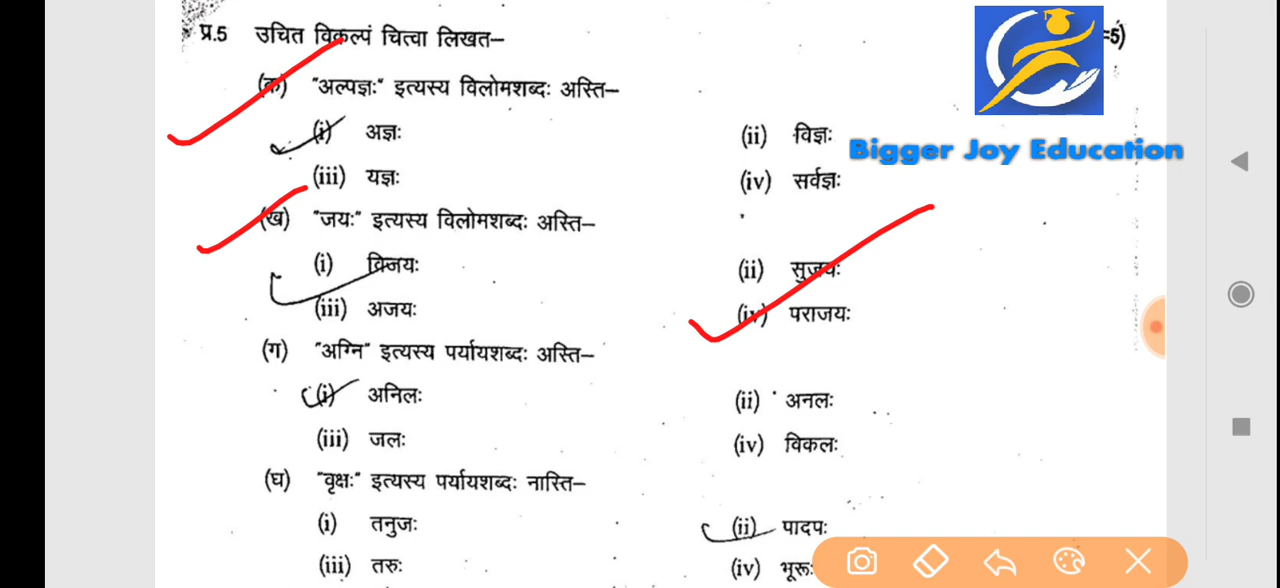 प्र.5 उचित विकल्पं चित्वा लिखत– =5)
(क) "अल्पज्ञः" इत्यस्य विलोमशब्दः अस्ति–
(i) अज्ञः (ii) विज्ञः
Bigger Joy Education
(iii) यज्ञः (iv) सर्वज्ञः
(ख) "जयः" इत्यस्य विलोमशब्दः अस्ति–
(i) विजयः (ii) सुजयः
(iii) अजयः (iv) पराजयः
(ग) "अग्नि" इत्यस्य पर्यायशब्दः अस्ति–
(i) अनिलः (ii) अनलः
(iii) जलः (iv) विकलः
(घ) "वृक्षः" इत्यस्य पर्यायशब्दः नास्ति–
(i) तनुजः (ii) पादपः
(iii) तरुः (iv) भूरूः